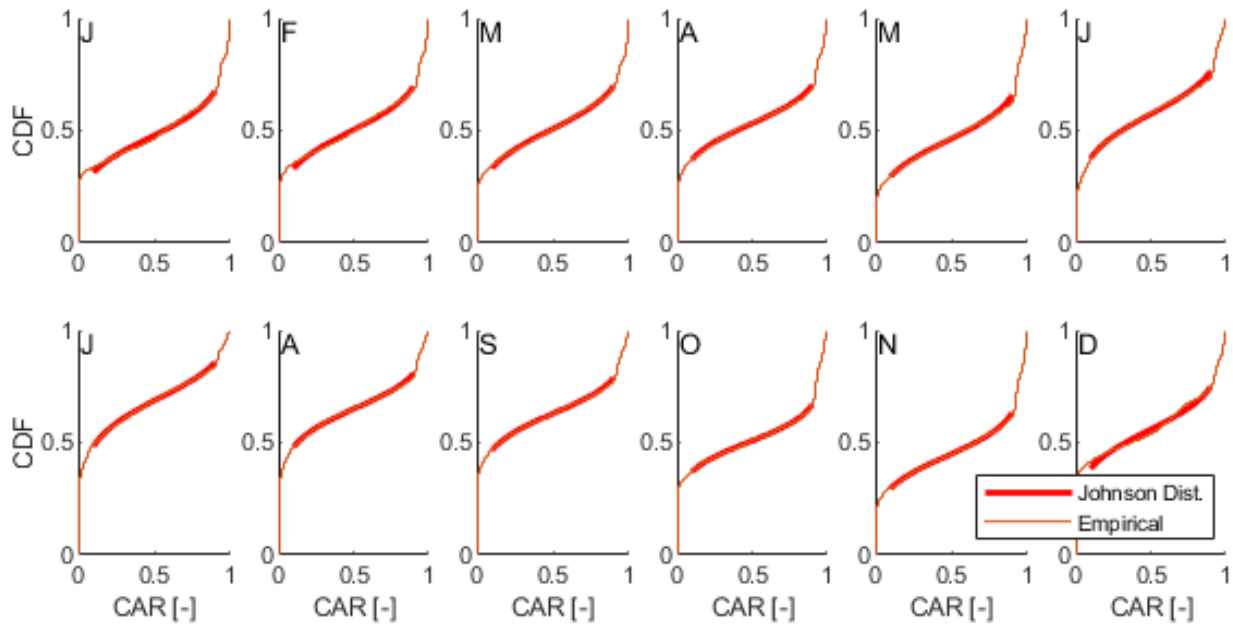 1 J 1 F 1 M 1 A 1 M 1 J
CDF 0.5 0.5 0.5 0.5 0.5 0.5
0 0 0 0 0 0
0 0.5 1 0 0.5 1 0 0.5 1 0 0.5 1 0 0.5 1 0 0.5 1
1 J 1 A 1 S 1 O 1 N 1 D
CDF 0.5 0.5 0.5 0.5 0.5 0.5
Johnson Dist.
Empirical
0 0 0 0 0 0
0 0.5 1 0 0.5 1 0 0.5 1 0 0.5 1 0 0.5 1 0 0.5 1
CAR [-] CAR [-] CAR [-] CAR [-] CAR [-] CAR [-]